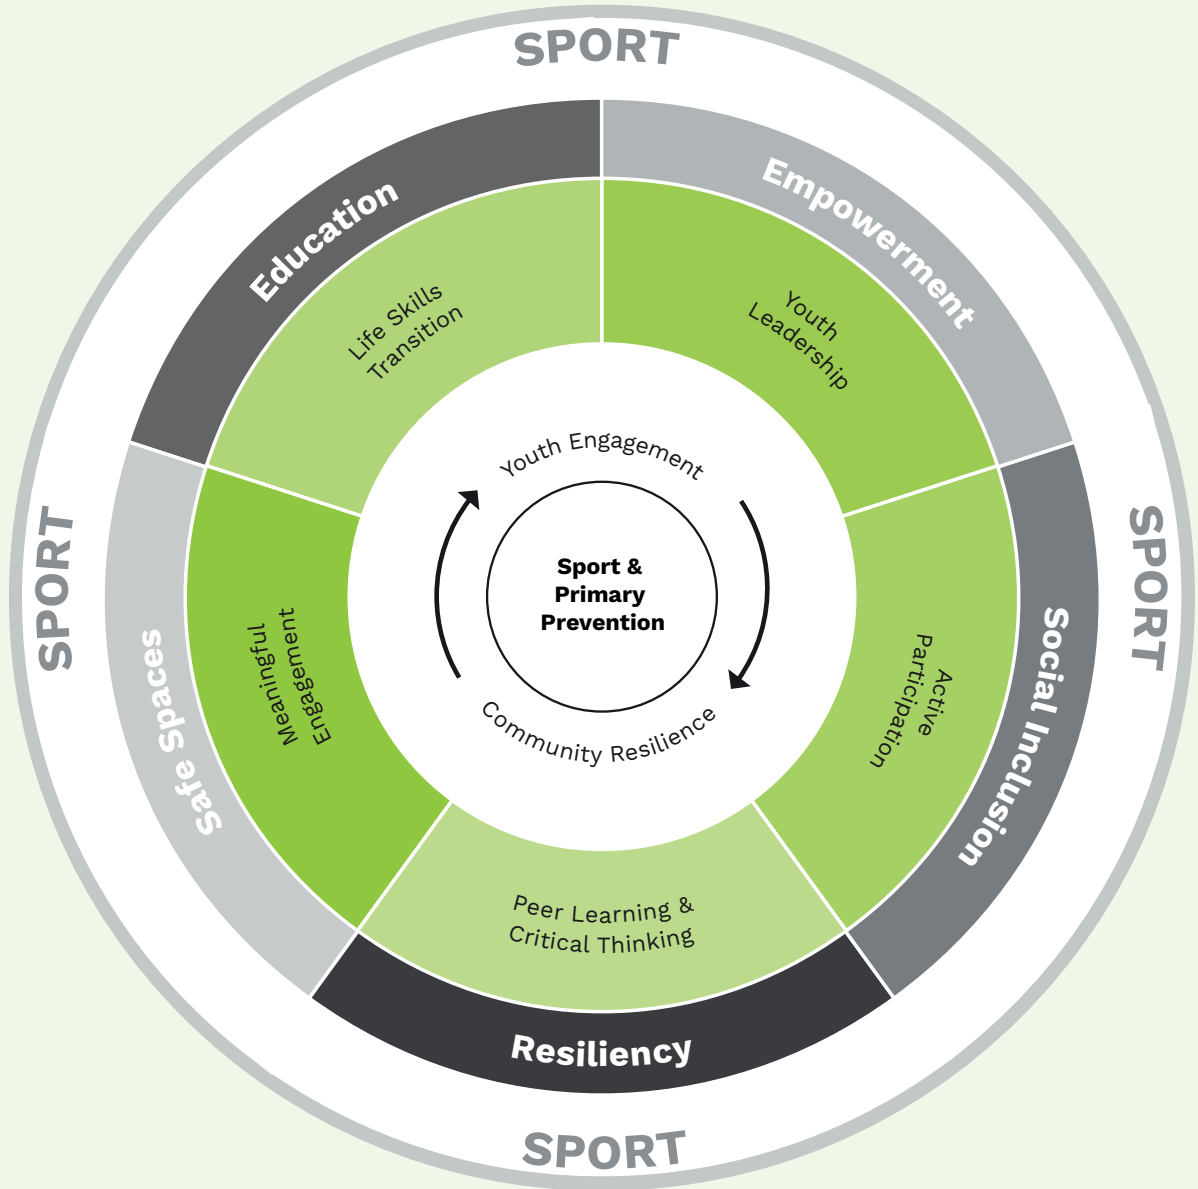 SPORT
Education
Empowerment
Life Skills
Transition
Youth
Leadership
Youth Engagement
SPORT
SPORT
Sport &
Primary
Prevention
Safe Spaces
Meaningful
Engagement
Active
Participation
Social Inclusion
Community Resilience
Peer Learning &
Critical Thinking
Resiliency
SPORT